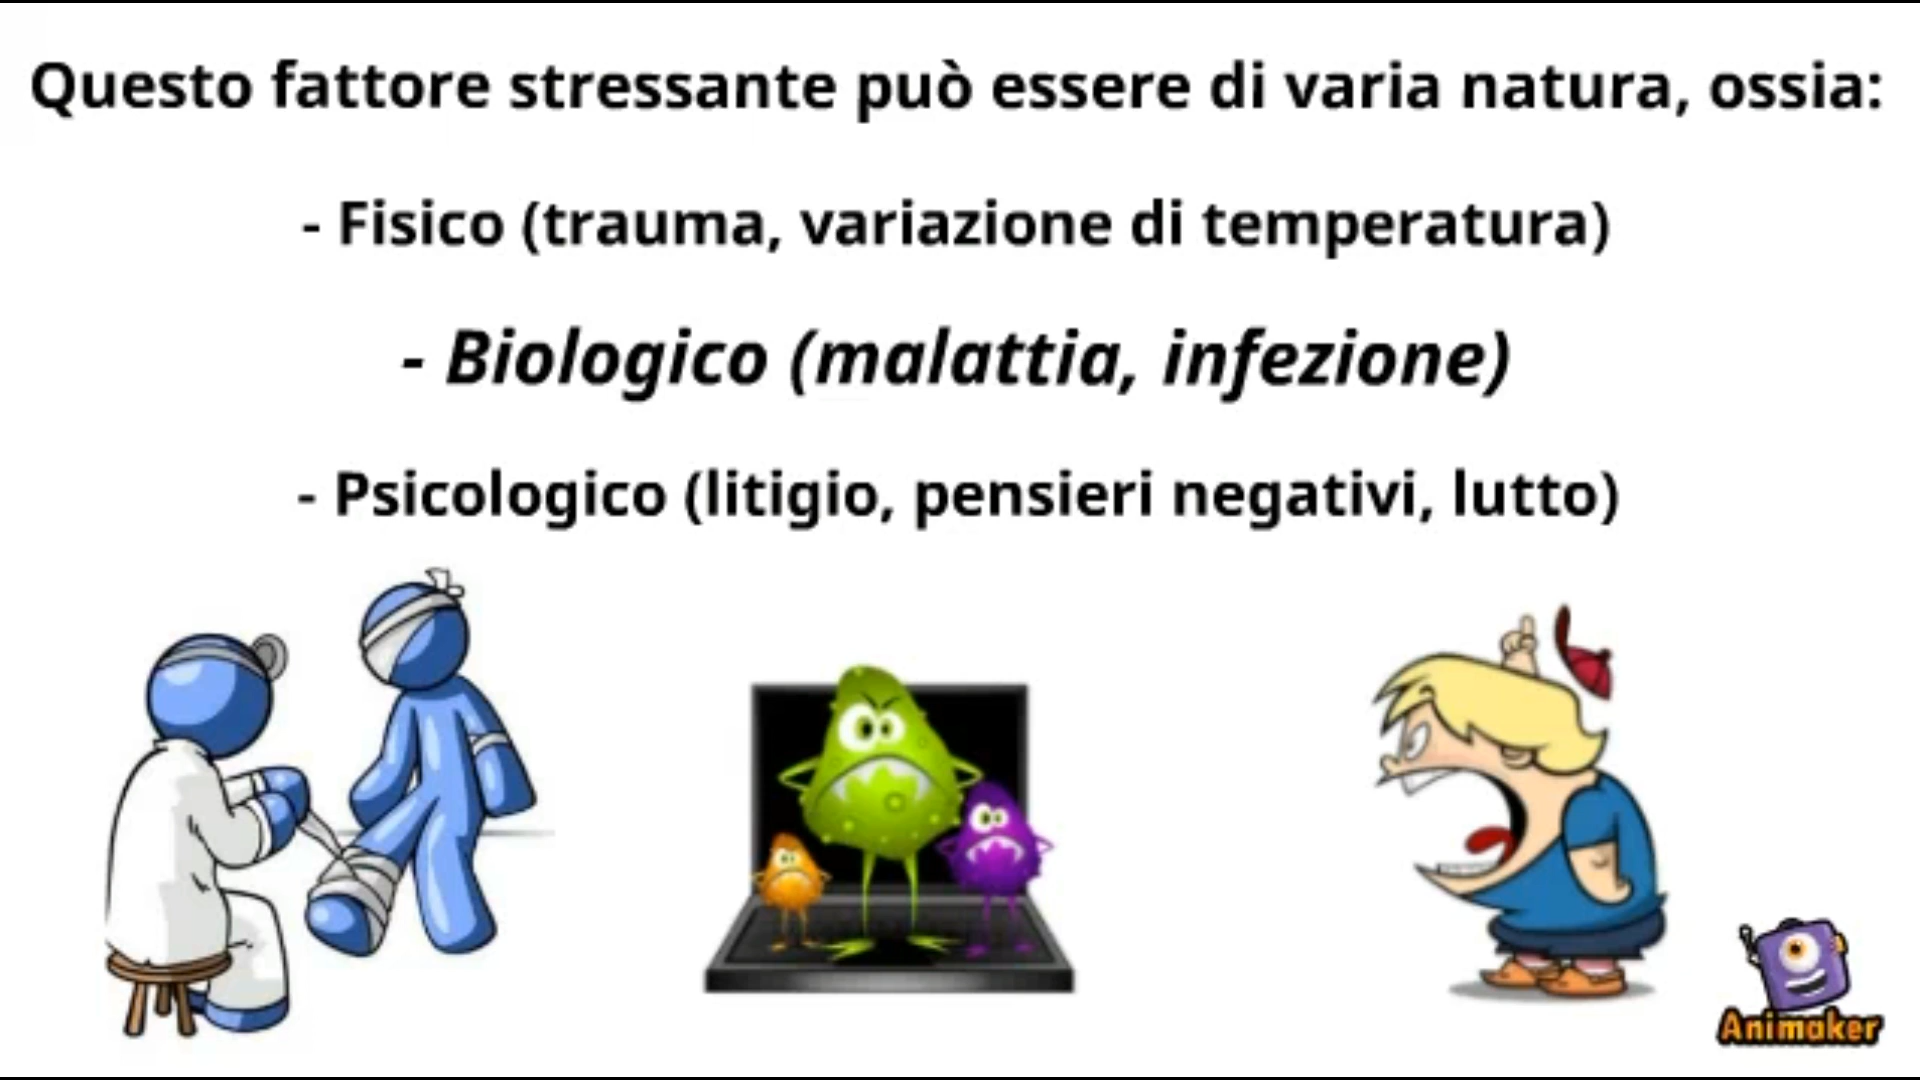 Questo fattore stressante può essere di varia natura, ossia:
- Fisico (trauma, variazione di temperatura)
- Biologico (malattia, infezione)
- Psicologico (litigio, pensieri negativi, lutto)
Animaker